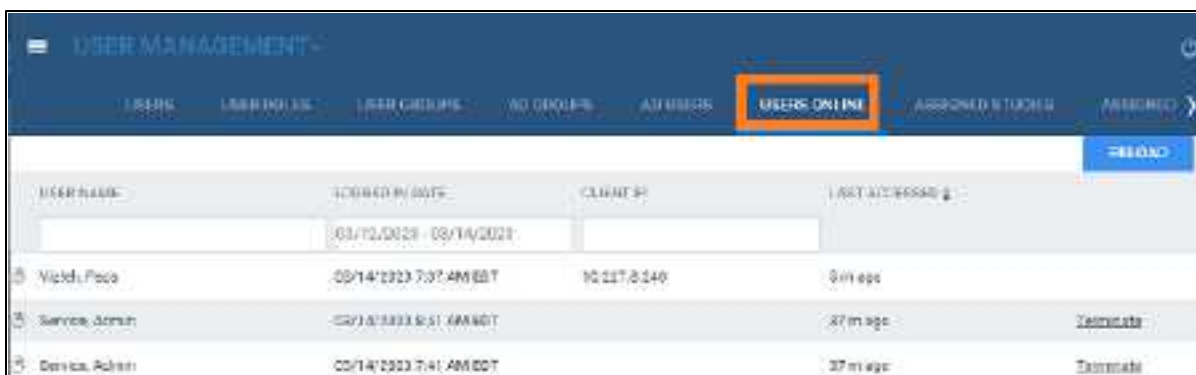 USER MANAGEMENT
USERS USER ROLES USER GROUPS AD GROUPS AD USERS USERS ONLINE ASSIGNED STUDIES ASSIGNED
RELOAD
USER NAME LOGGED IN DATE CLIENT IP LAST ACCESSED
03/12/2023 - 03/14/2023
03/14/2023 7:37 AM EDT 9 m ago
Service, Admin AM EDT 37 m ago Terminate
Service, Admin 03/14/2023 7:41 AM EDT 37 m ago Terminate